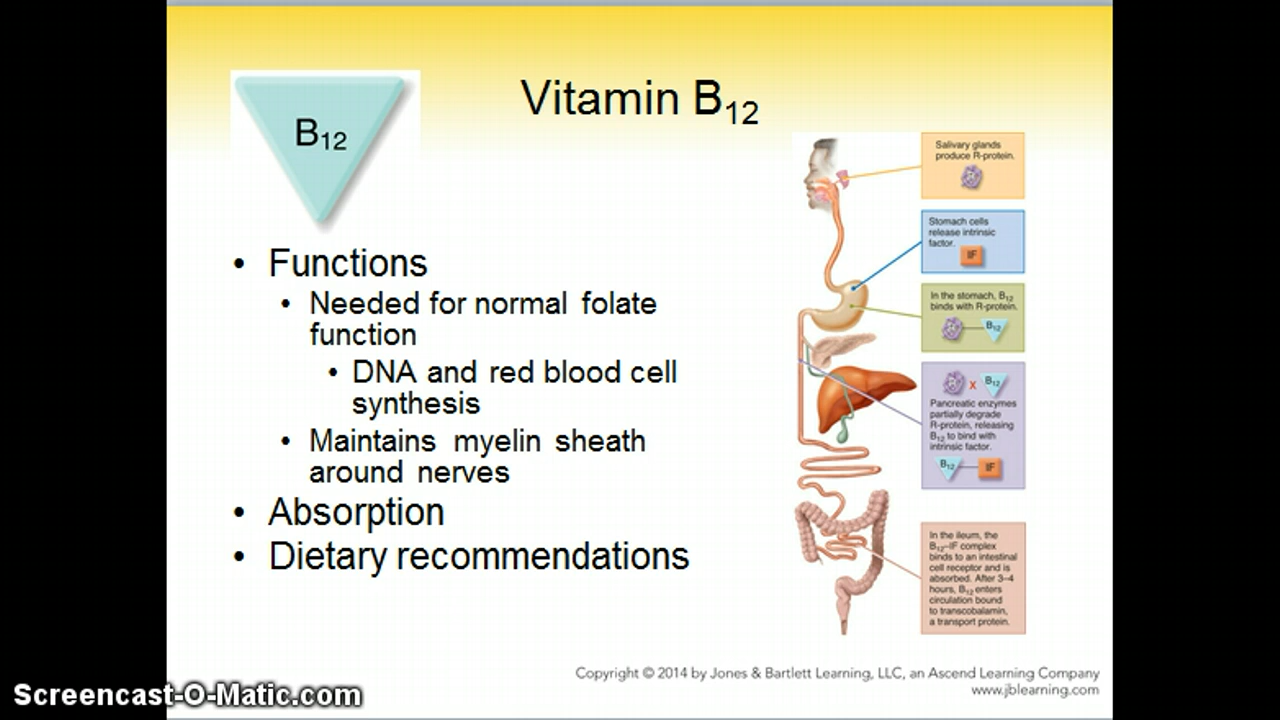 B12
Vitamin B12
• Functions
• Needed for normal folate
function
• DNA and red blood cell
synthesis
• Maintains myelin sheath
around nerves
• Absorption
• Dietary recommendations
Salivary glands
produce R-protein.
Stomach cells
release intrinsic
factor.
IF
In the stomach, B12
binds with R-protein.
B12
x B12
Pancreatic enzymes
partially degrade
R-protein, releasing
B12 to bind with
intrinsic factor.
B12 IF
In the ileum, the
B12–IF complex
binds to an intestinal
cell receptor and is
absorbed. After 3–4
hours, B12 enters
circulation bound
to transcobalamin,
a transport protein.
Copyright © 2014 by Jones & Bartlett Learning, LLC, an Ascend Learning Company
www.jblearning.com
Screencast-O-Matic.com